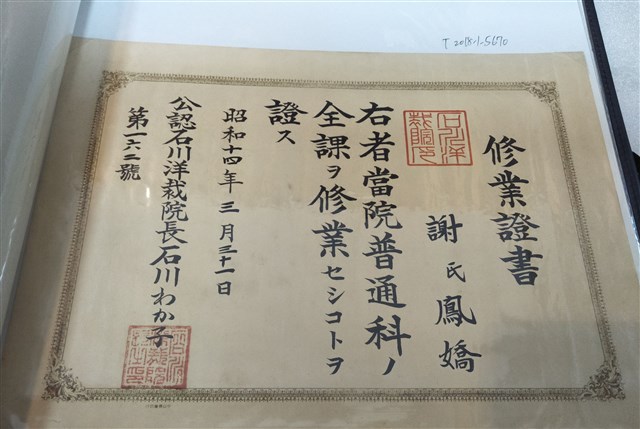 T 2018.1.5670
修業證書
謝氏鳳嬌
右者當院普通科ノ
全課ヲ修業セシコトヲ
證ス
昭和十四年三月三十一日
公認石川洋裁院長石川わか子
第一六二號